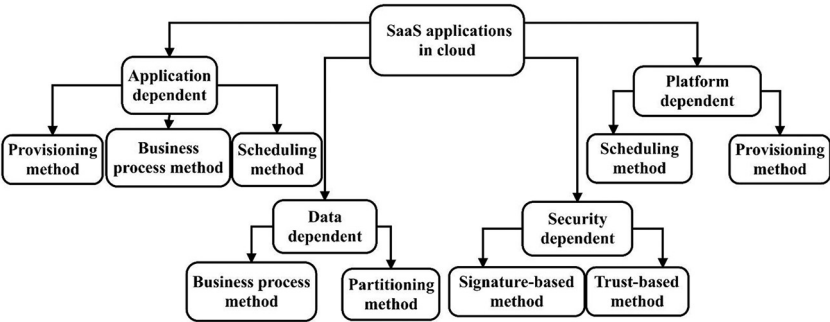 SaaS applications
in cloud
Application
dependent
Platform
dependent
Provisioning
method
Business
process method
Scheduling
method
Scheduling
method
Provisioning
method
Data
dependent
Security
dependent
Business process
method
Partitioning
method
Signature-based
method
Trust-based
method